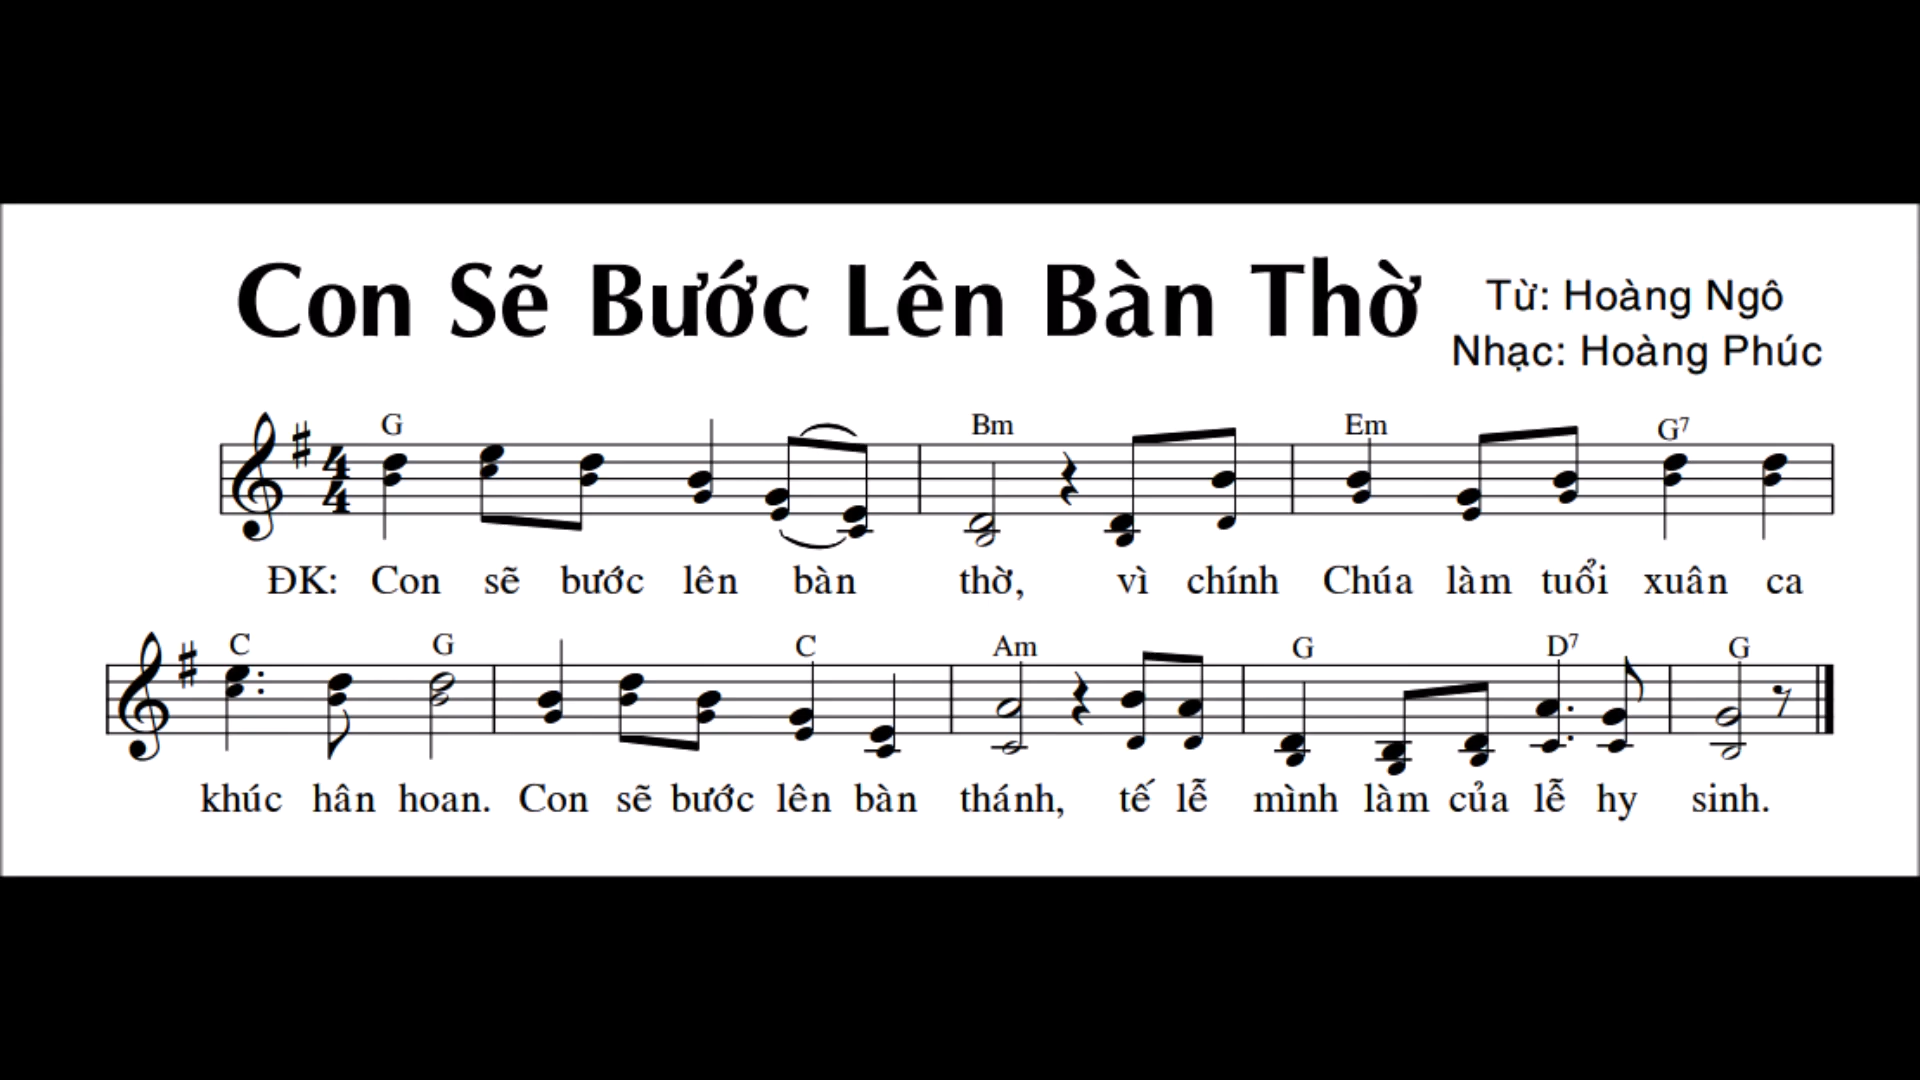 Con Sẽ Bước Lên Bàn Thờ
Từ: Hoàng Ngô
Nhạc: Hoàng Phúc
G Bm Em G7
4
4
ĐK: Con sẽ bước lên bàn thờ, vì chính Chúa làm tuổi xuân ca
C G C Am G D7 G
khúc hân hoan. Con sẽ bước lên bàn thánh, tế lễ mình làm của lễ hy sinh.